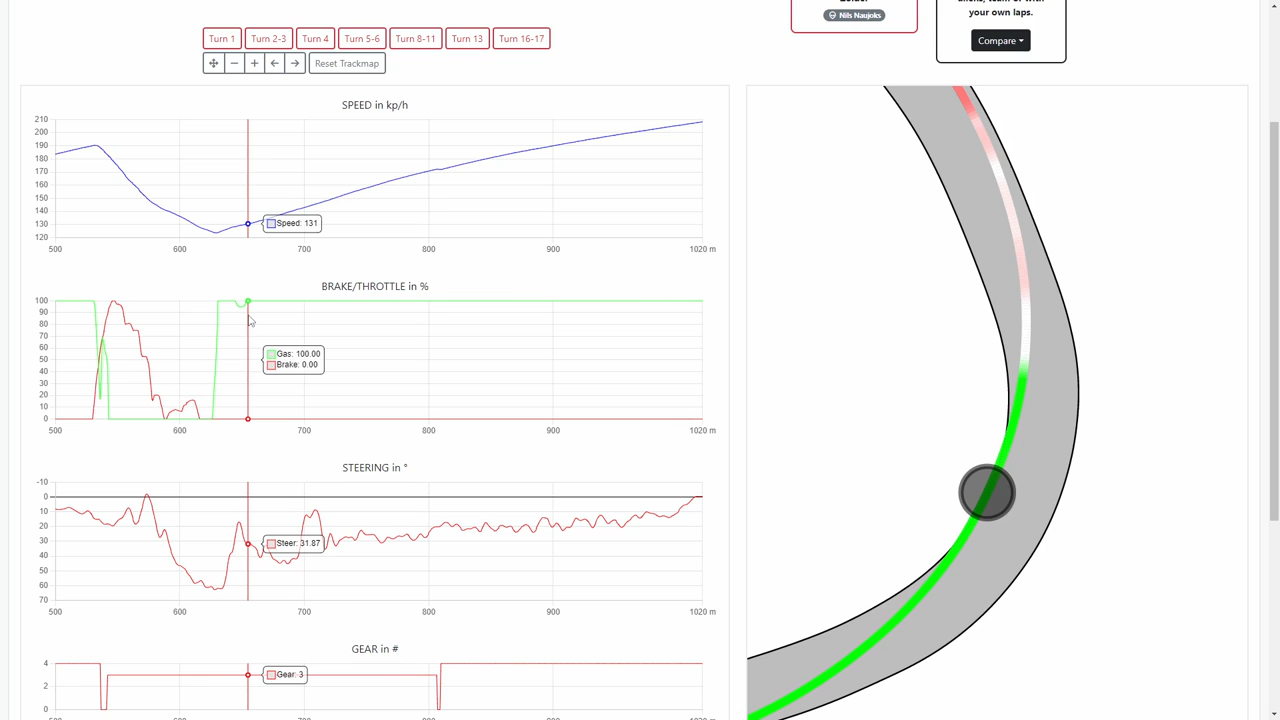 Nils Naujoks
your own laps.
Compare
Turn 1
Turn 2-3
Turn 4
Turn 5-6
Turn 8-11
Turn 13
Turn 16-17
Reset Trackmap
SPEED in kp/h
210
200
190
180
170
160
150
140
130
120
Speed: 131
500
600
700
800
900
1020 m
BRAKE/THROTTLE in %
100
90
80
70
60
50
40
30
20
10
0
Gas: 100.00
Brake: 0.00
500
600
700
800
900
1020 m
STEERING in °
-10
0
10
20
30
40
50
60
70
Steer: 31.87
500
600
700
800
900
1020 m
GEAR in #
4
2
0
Gear: 3